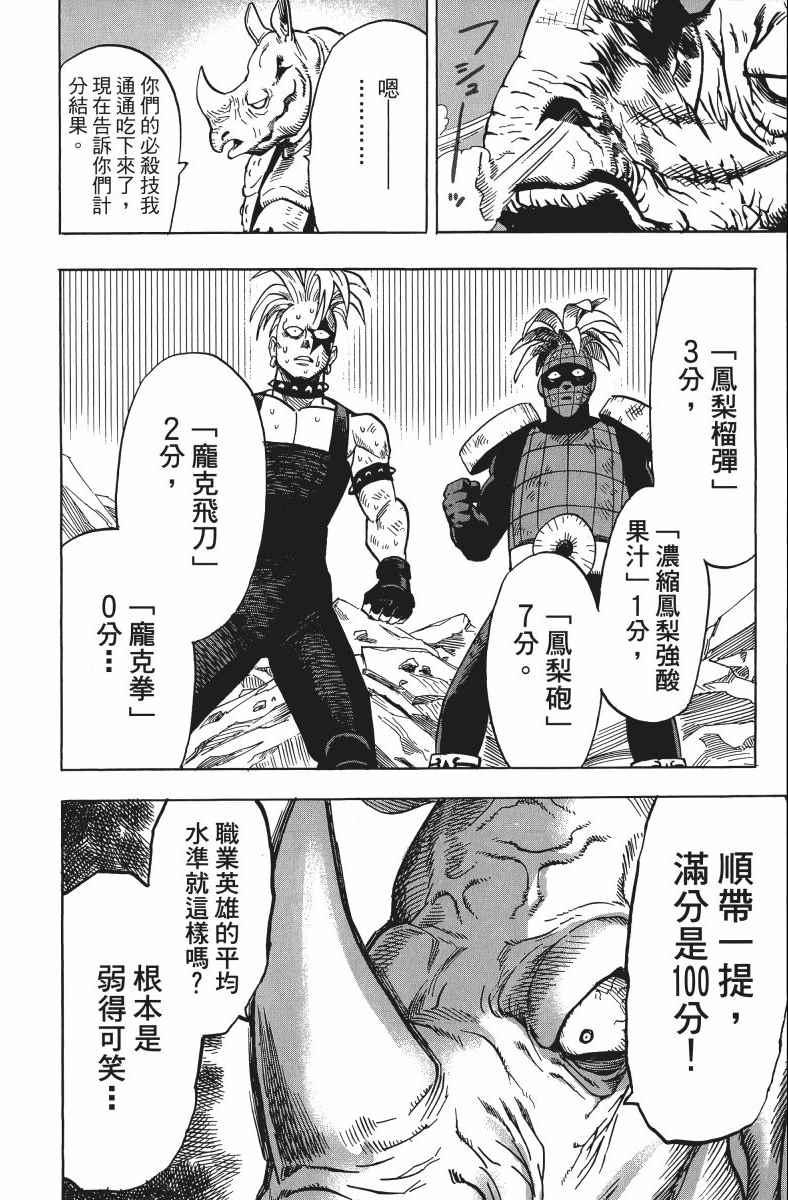 フシュ〜〜
嗯
…………
你們的必殺技我
通通吃下來了，
現在告訴你們計
分結果。
「鳳梨榴彈」
3分，
「濃縮鳳梨強酸
果汁」1分，
「鳳梨砲」
7分。
「龐克飛刀」
2分，
「龐克拳」
0分…
順帶一提，
滿分是100分！
職業英雄的平均
水準就這樣嗎？
根本是
弱得可笑…